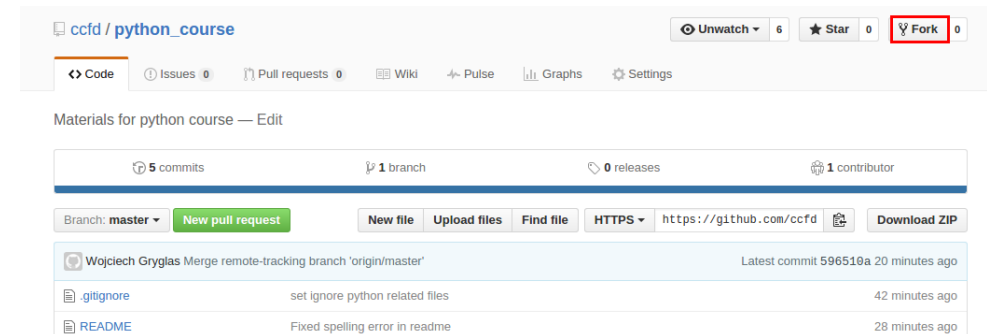 ccfd / python_course Unwatch 6 Star 0 Fork 0
Code Issues 0 Pull requests 0 Wiki Pulse Graphs Settings
Materials for python course — Edit
5 commits 1 branch 0 releases 1 contributor
Branch: master New pull request New file Upload files Find file HTTPS https://github.com/ccfd Download ZIP
Wojciech Gryglas Merge remote-tracking branch 'origin/master' Latest commit 596510a 20 minutes ago
.gitignore set ignore python related files 42 minutes ago
README Fixed spelling error in readme 28 minutes ago